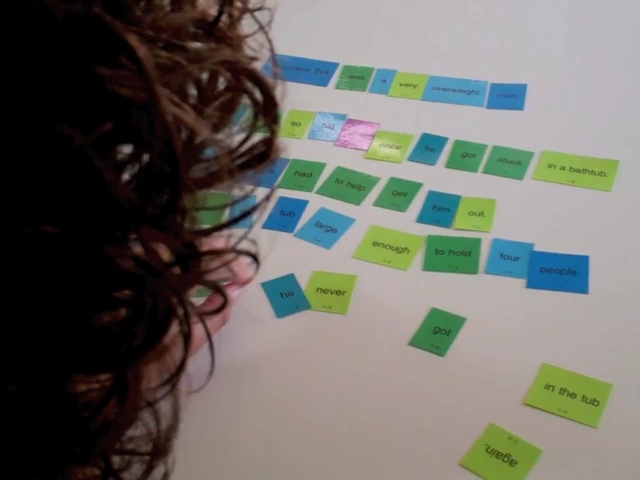 was a very overweight man
so fat once he got stuck in a bathtub.
had to help get him out.
tub large
enough to hold four people.
he never got
in the tub
again.